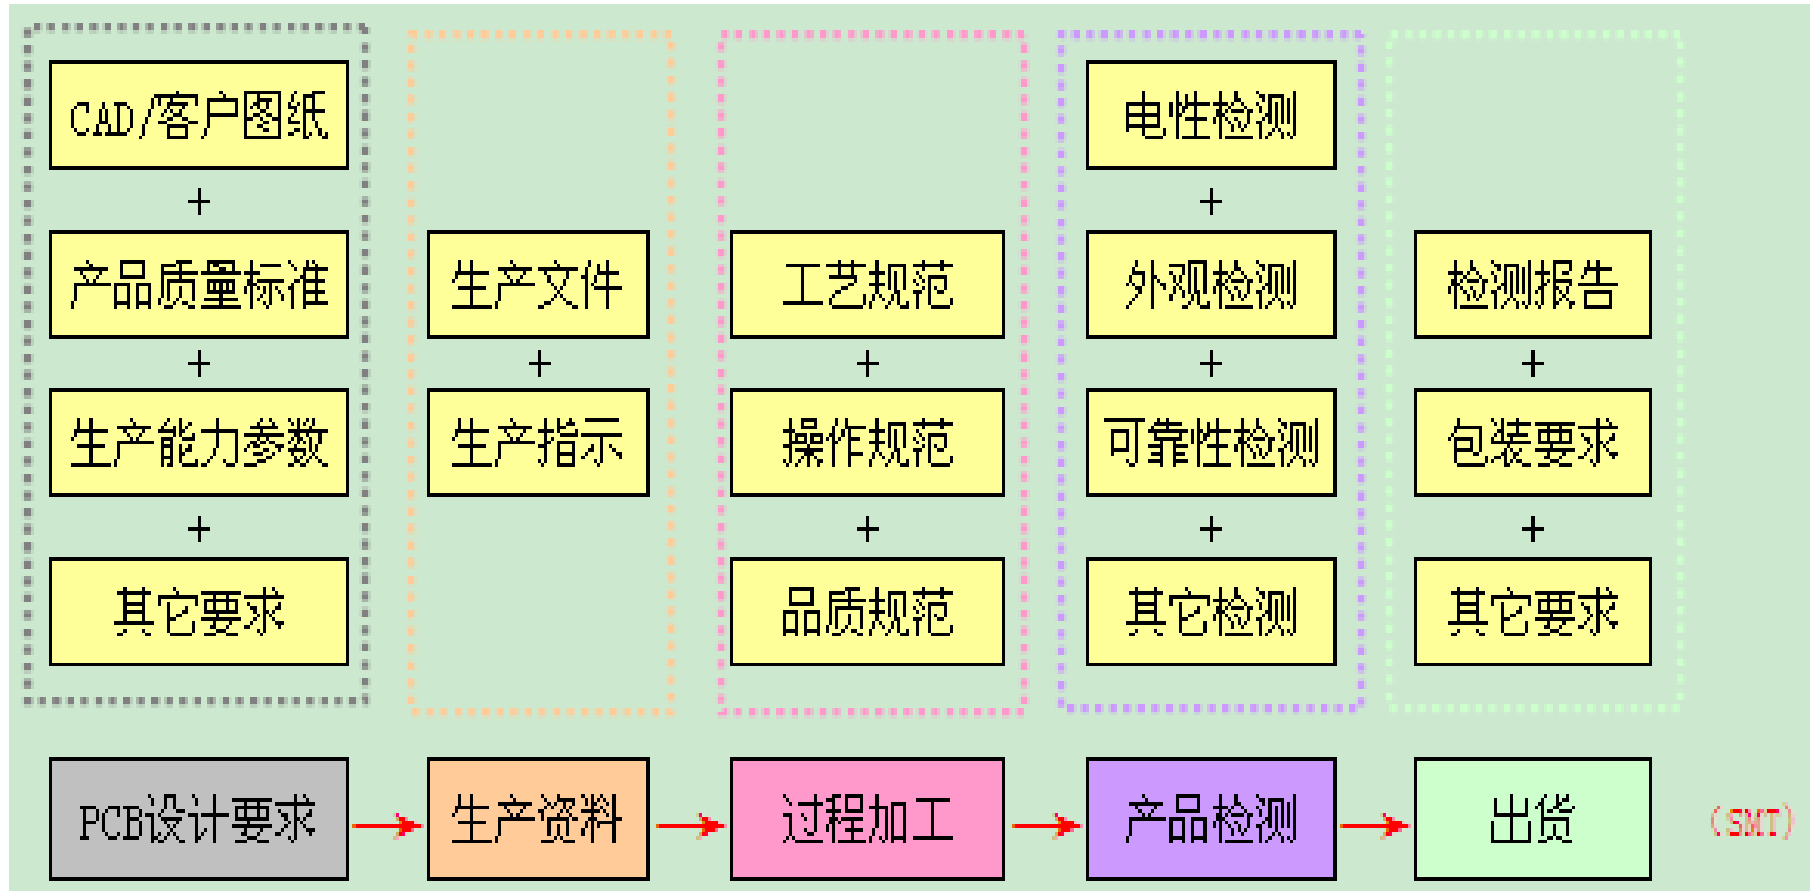 CAD/客户图纸
+
产品质量标准
+
生产能力参数
+
其它要求
生产文件
+
生产指示
工艺规范
+
操作规范
+
品质规范
电性检测
+
外观检测
+
可靠性检测
+
其它检测
检测报告
+
包装要求
+
其它要求
PCB设计要求
生产资料
过程加工
产品检测
出货
(SMT)